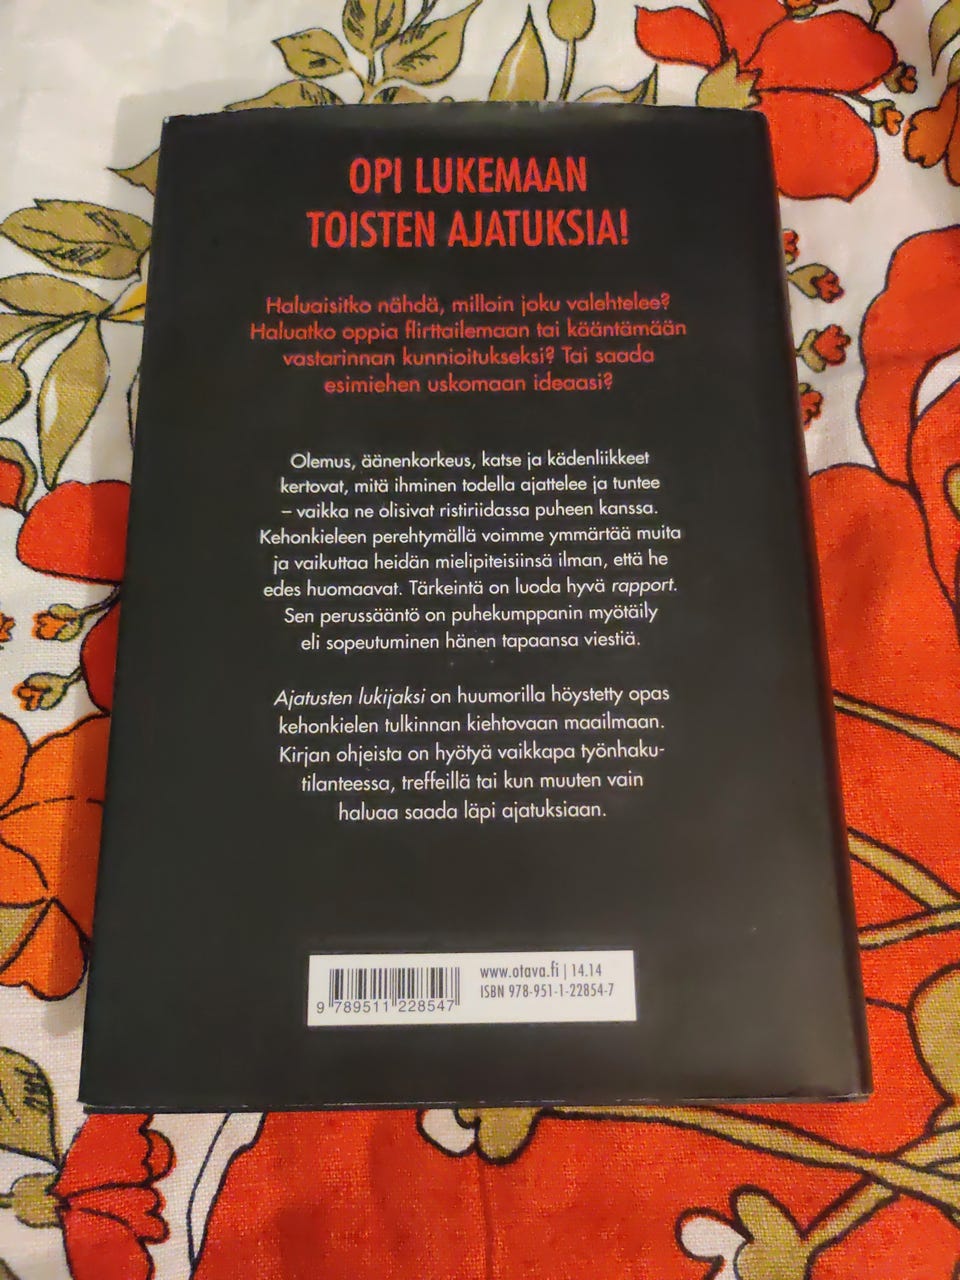 OPI LUKEMAAN
TOISTEN AJATUKSIA!
Haluaisitko nähdä, milloin joku valehtelee?
Haluatko oppia flirttailemaan tai kääntämään
vastarinnan kunnioitukseksi? Tai saada
esimiehen uskomaan ideaasi?
Olemus, äänenkorkeus, katse ja kädenliikkeet
kertovat, mitä ihminen todella ajattelee ja tuntee
– vaikka ne olisivat ristiriidassa puheen kanssa.
Kehonkieleen perehtymällä voimme ymmärtää muita
ja vaikuttaa heidän mielipiteisiinsä ilman, että he
edes huomaavat. Tärkeintä on luoda hyvä rapport.
Sen perussääntö on puhekumppanin myötäily
eli sopeutuminen hänen tapaansa viestiä.
Ajatusten lukijaksi on huumorilla höystetty opas
kehonkielen tulkinnan kiehtovaan maailmaan.
Kirjan ohjeista on hyötyä vaikkapa työnhaku-
tilanteessa, treffeillä tai kun muuten vain
haluaa saada läpi ajatuksiaan.
www.otava.fi | 14.14
ISBN 978-951-1-22854-7
9 789511 228547